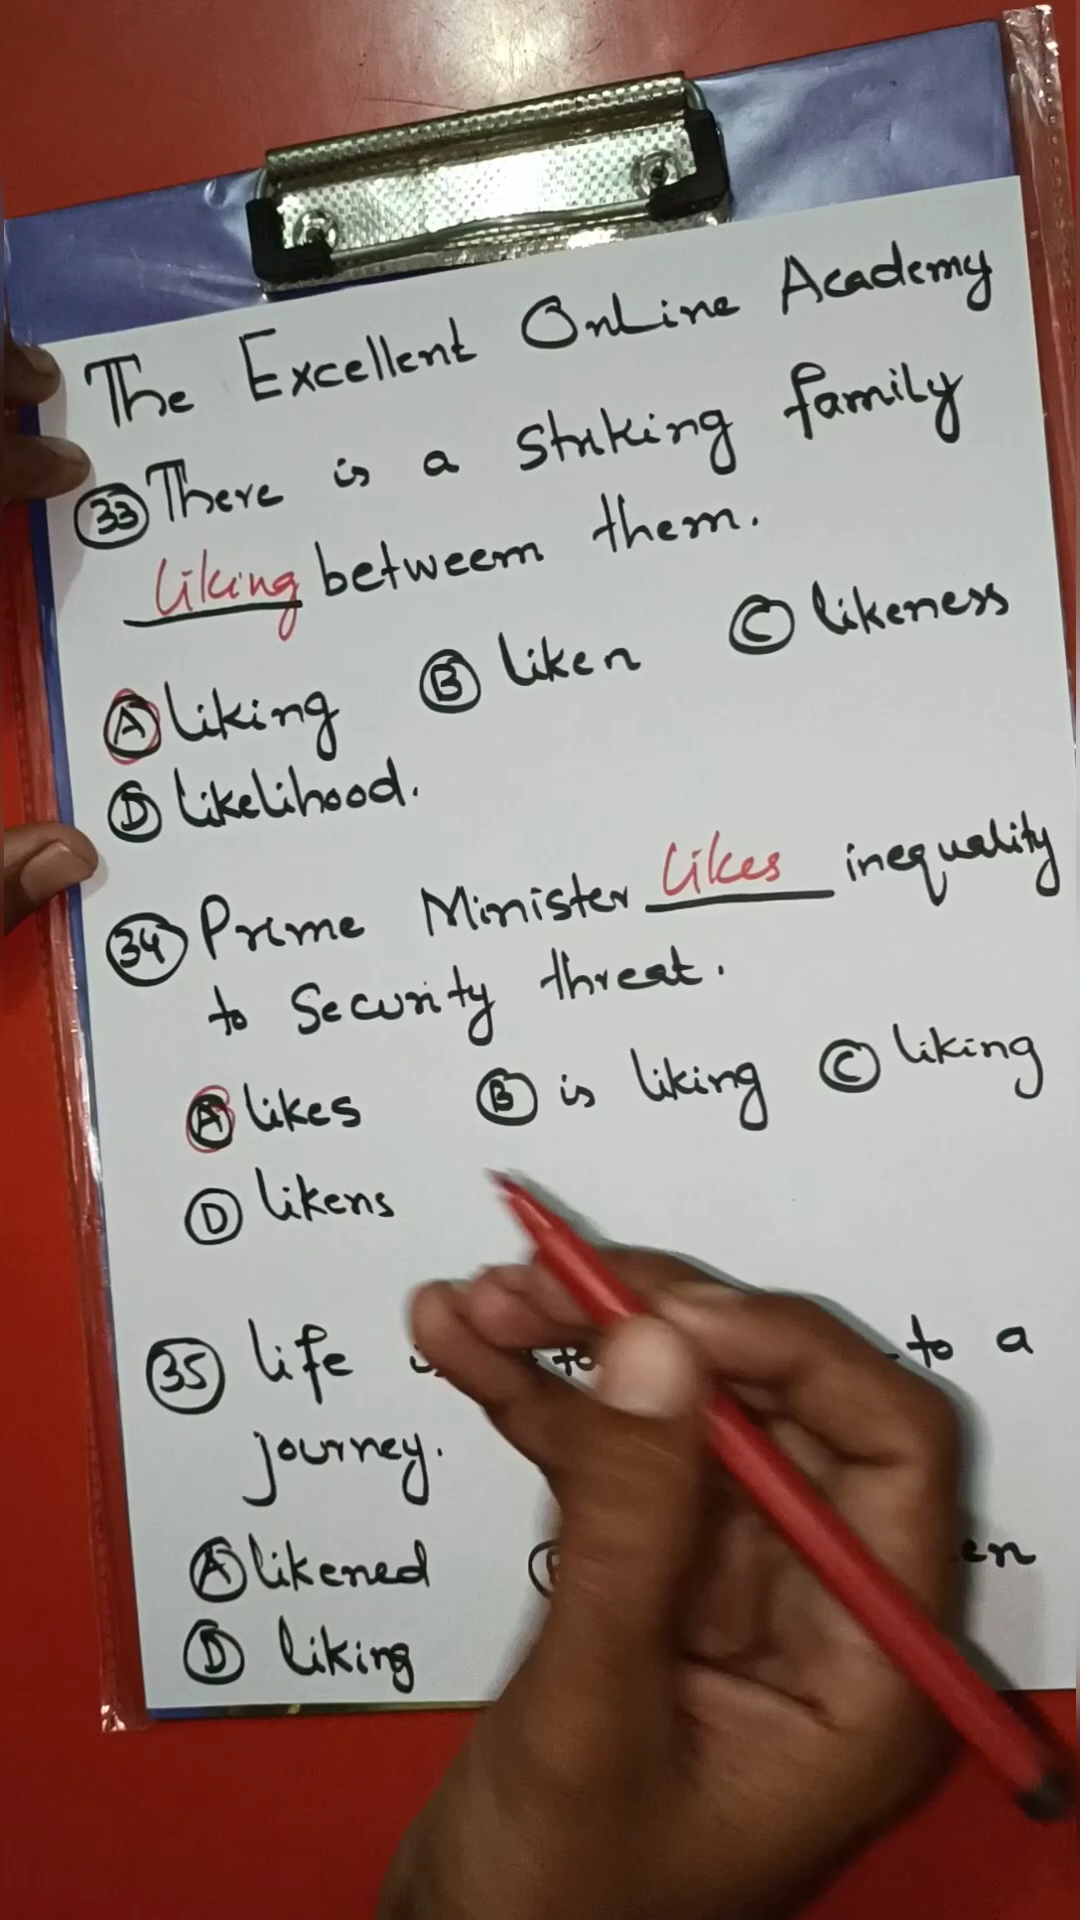 The Excellent OnLine Academy
33 There is a striking family
liking between them.
A liking B liken C likeness
D likelihood.
34 Prime Minister likes inequality
to Security threat.
A likes B is liking C liking
D likens
35 life to a
journey.
A likened
D liking